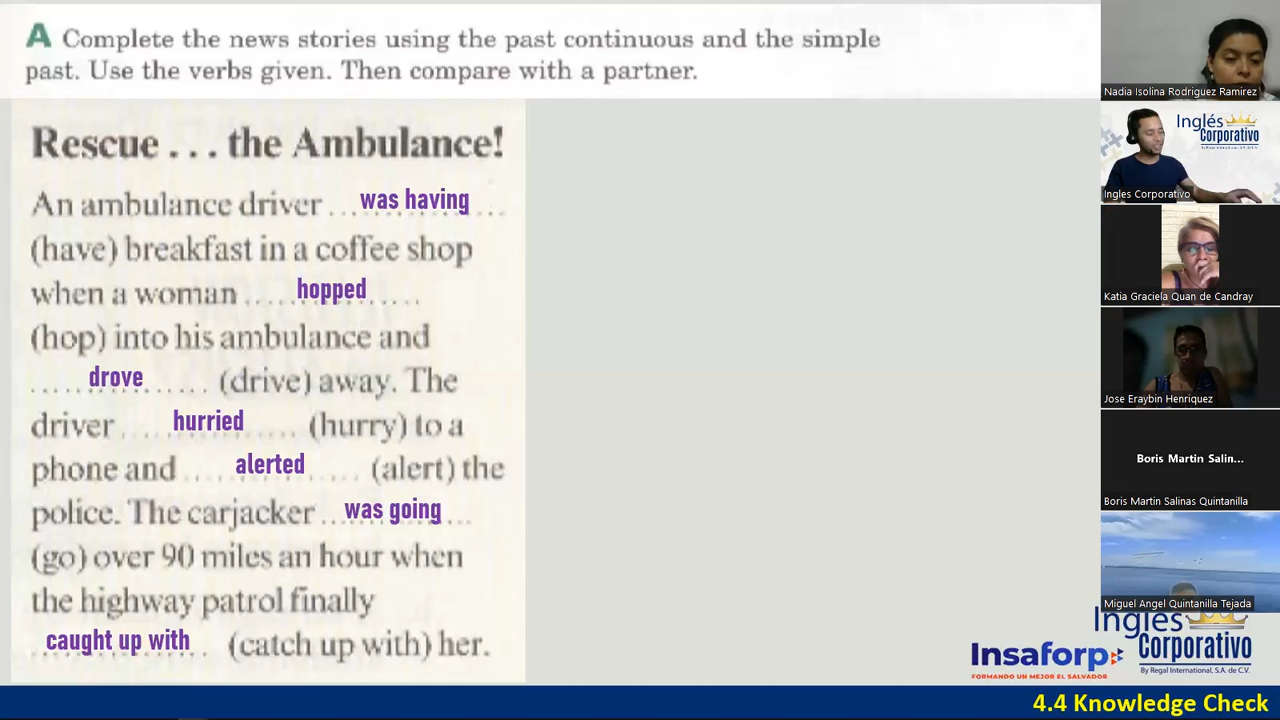 A Complete the news stories using the past continuous and the simple
past. Use the verbs given. Then compare with a partner.
Rescue . . . the Ambulance!
An ambulance driver ... was having ...
(have) breakfast in a coffee shop
when a woman ..... hopped .....
(hop) into his ambulance and
...... drove ...... (drive) away. The
driver .... hurried .... (hurry) to a
phone and .... alerted .... (alert) the
police. The carjacker ... was going ...
(go) over 90 miles an hour when
the highway patrol finally
caught up with .. (catch up with) her.
Nadia Isolina Rodriguez Ramirez
Inglés
Corporativo
By Regal International, S.A. de C.V.
Ingles Corporativo
Katia Graciela Quan de Candray
Jose Eraybin Henriquez
Boris Martin Salin...
Boris Martin Salinas Quintanilla
Miguel Angel Quintanilla Tejada
Inglés
Corporativo
By Regal International, S.A. de C.V.
Insaforp
FORMANDO UN MEJOR EL SALVADOR
4.4 Knowledge Check